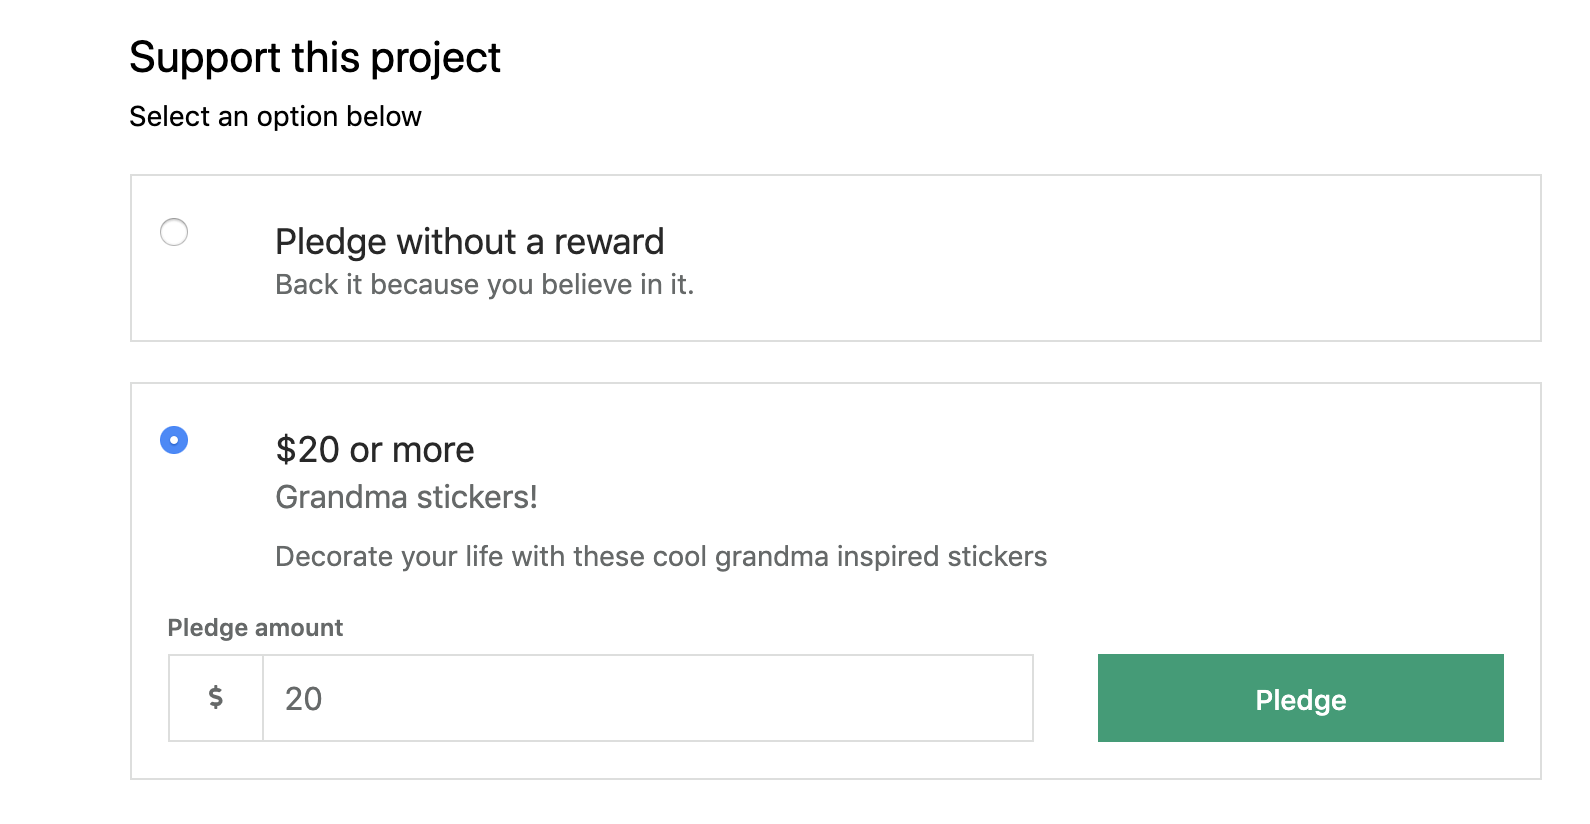 Support this project
Select an option below
Pledge without a reward
Back it because you believe in it.
$20 or more
Grandma stickers!
Decorate your life with these cool grandma inspired stickers
Pledge amount
$ 20
Pledge